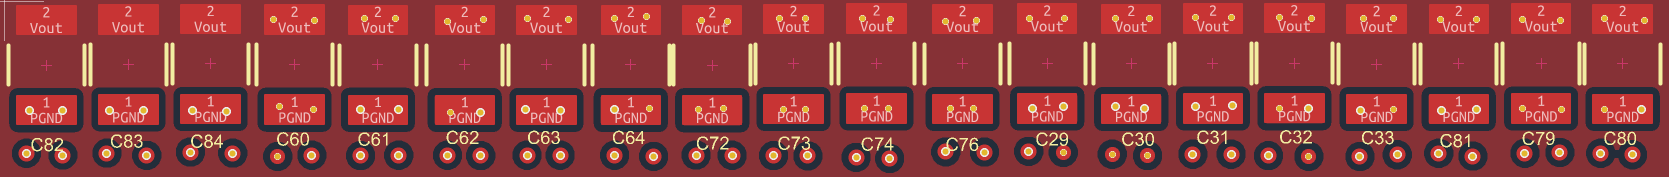 2 2 2 2 2 2 2 2 2 2 2 2 2 2 2 2 2 2 2 2
Vout Vout Vout Vout Vout Vout Vout Vout Vout Vout Vout Vout Vout Vout Vout Vout Vout Vout Vout Vout
1 1 1 1 1 1 1 1 1 1 1 1 1 1 1 1 1 1 1 1
PGND PGND PGND PGND PGND PGND PGND PGND PGND PGND PGND PGND PGND PGND PGND PGND PGND PGND PGND PGND
C82 C83 C84 C60 C61 C62 C63 C64 C72 C73 C74 C76 C29 C30 C31 C32 C33 C81 C79 C80